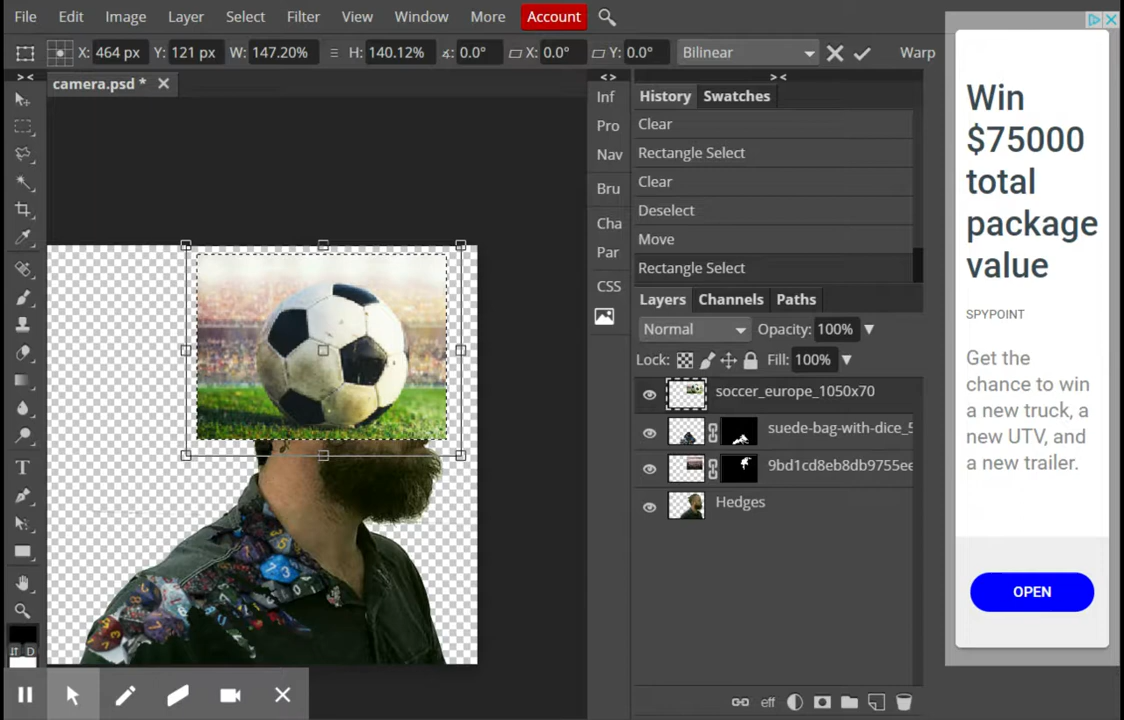 File Edit Image Layer Select Filter View Window More Account
X: 464 px Y: 121 px W: 147.20% H: 140.12% ∡: 0.0° X: 0.0° Y: 0.0° Bilinear Warp
> < camera.psd * < > > <
Inf
Pro
Nav
Bru
Cha
Par
CSS
History Swatches
Clear
Rectangle Select
Clear
Deselect
Move
Rectangle Select
Layers Channels Paths
Normal Opacity: 100%
Lock: Fill: 100%
soccer_europe_1050x70
suede-bag-with-dice_5
9bd1cd8eb8db9755ee
Hedges
T
D
eff
Win
$75000
total
package
value
SPYPOINT
Get the
chance to win
a new truck, a
new UTV, and
a new trailer.
OPEN